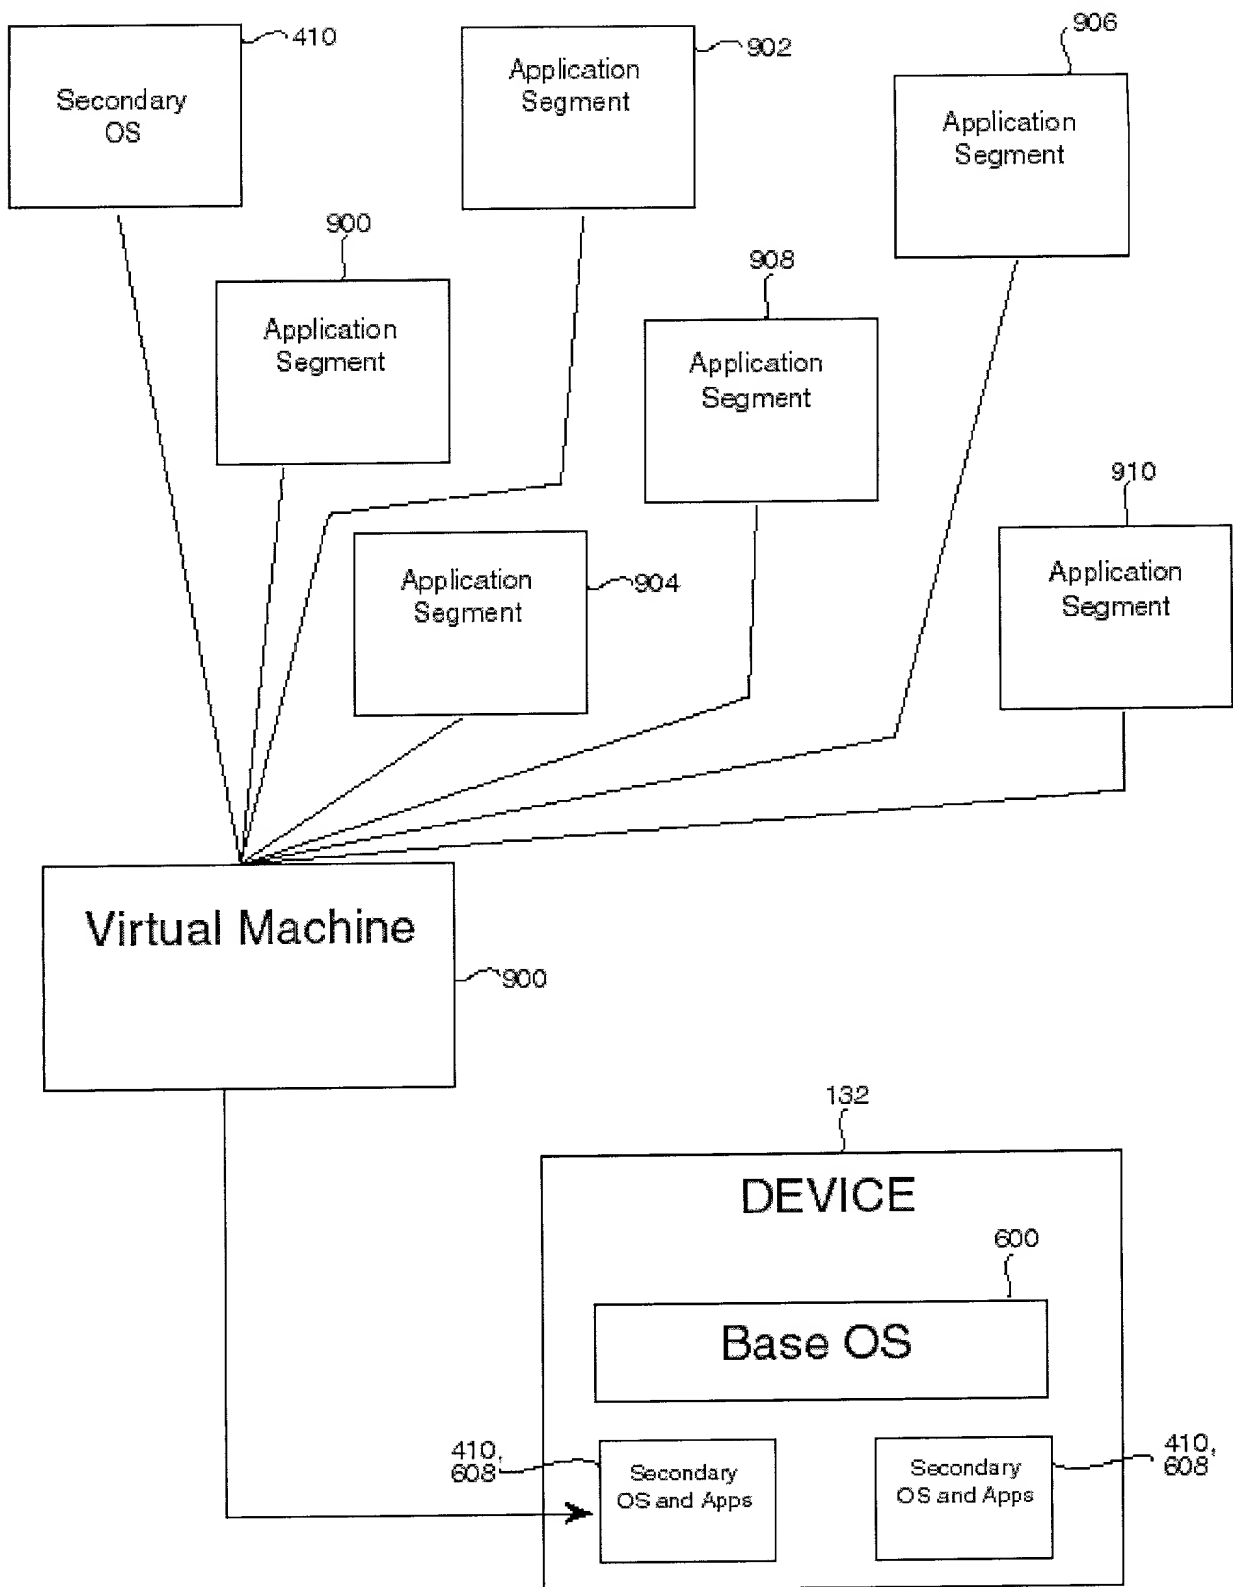 410
Secondary
OS
902
Application
Segment
906
Application
Segment
900
Application
Segment
908
Application
Segment
904
Application
Segment
910
Application
Segment
Virtual Machine
900
132
DEVICE
600
Base OS
410,
608
Secondary
OS and Apps
410,
608
Secondary
OS and Apps